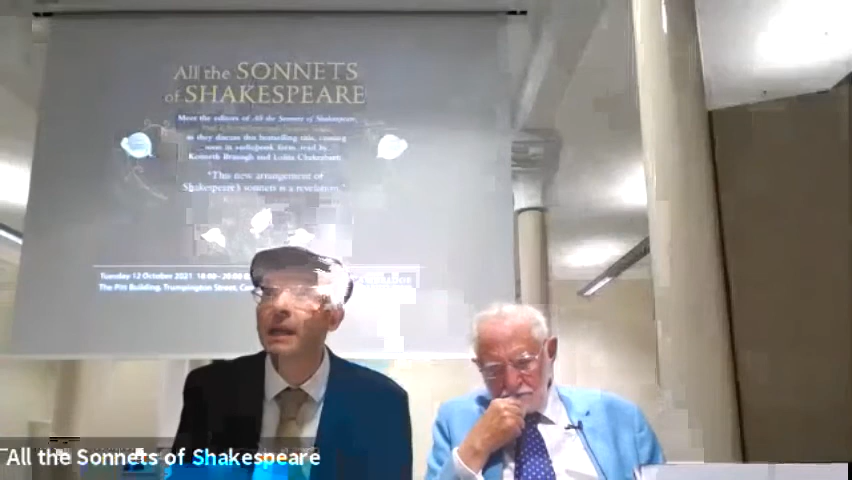 All the SONNETS
of SHAKESPEARE
Meet the editors of All the Sonnets of Shakespeare,
as they discuss this bestselling title, coming
soon in audiobook form, read by
Kenneth Branagh and Lolita Chakrabarti
"This new arrangement of
Shakespeare's sonnets is a revelation."
Tuesday 12 October 2021 18:00-20:00
The Pitt Building, Trumpington Street,
All the Sonnets of Shakespeare